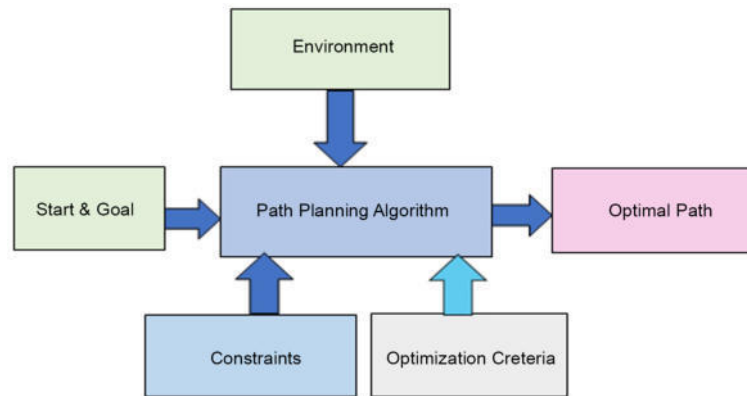 Environment
Start & Goal
Path Planning Algorithm
Optimal Path
Constraints
Optimization Creteria